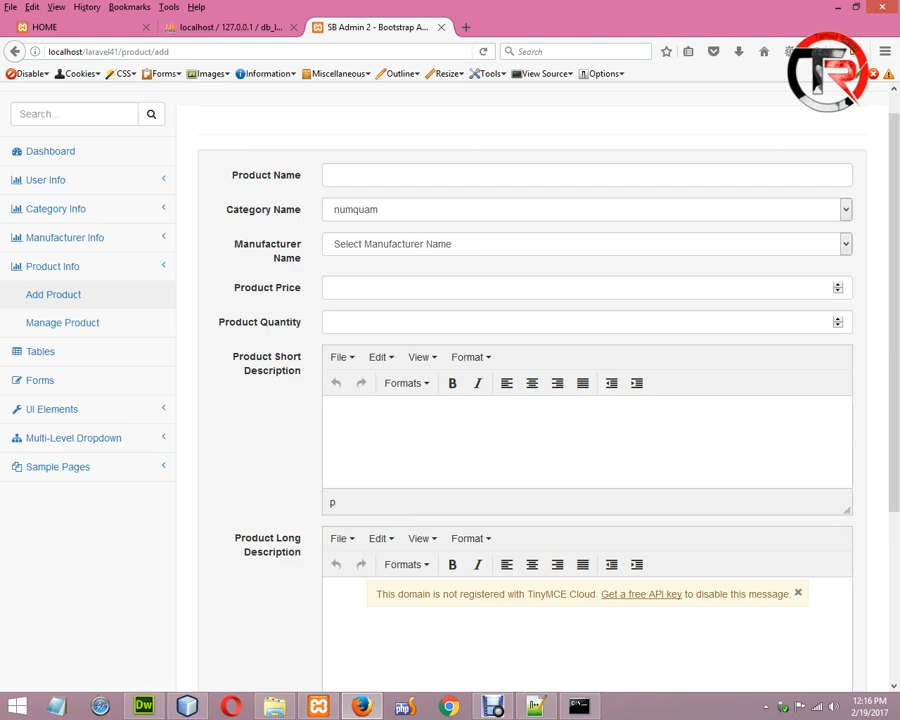 File Edit View History Bookmarks Tools Help
HOME
localhost / 127.0.0.1 / db_l...
SB Admin 2 - Bootstrap A...
localhost/laravel41/product/add
Search
Disable Cookies CSS Forms Images Information Miscellaneous Outline Resize Tools View Source Options
TR
Search...
Dashboard
User Info
Category Info
Manufacturer Info
Product Info
Add Product
Manage Product
Tables
Forms
UI Elements
Multi-Level Dropdown
Sample Pages
Product Name
Category Name
numquam
Manufacturer
Name
Select Manufacturer Name
Product Price
Product Quantity
Product Short
Description
File Edit View Format
Formats B I
p
Product Long
Description
File Edit View Format
Formats B I
This domain is not registered with TinyMCE Cloud. Get a free API key to disable this message.
Dw
php
12:16 PM
2/19/2017